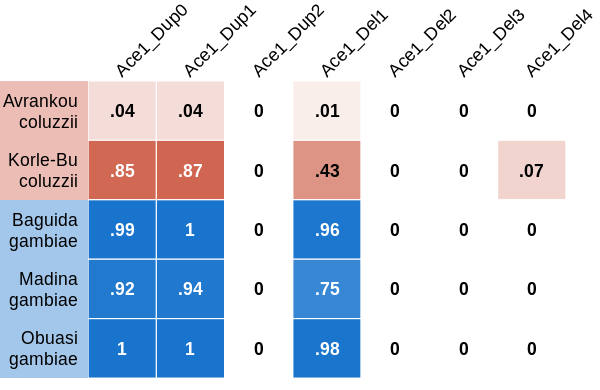 Ace1_Dup0 Ace1_Dup1 Ace1_Dup2 Ace1_Del1 Ace1_Del2 Ace1_Del3 Ace1_Del4
Avrankou
coluzzii
.04 .04 0 .01 0 0 0
Korle-Bu
coluzzii
.85 .87 0 .43 0 0 .07
Baguida
gambiae
.99 1 0 .96 0 0 0
Madina
gambiae
.92 .94 0 .75 0 0 0
Obuasi
gambiae
1 1 0 .98 0 0 0